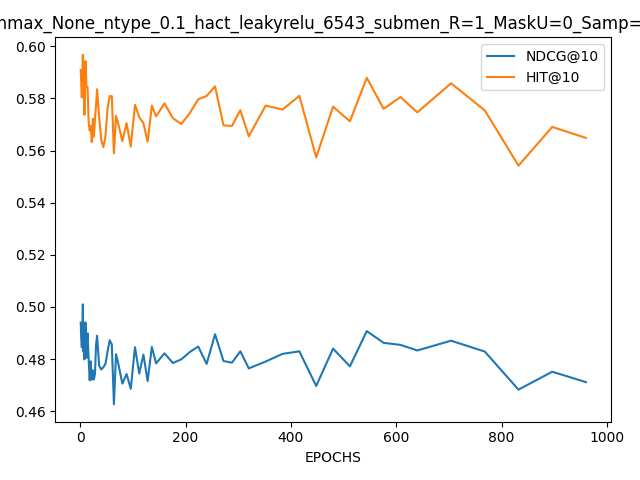 nmax_None_ntype_0.1_hact_leakyrelu_6543_submen_R=1_MaskU=0_Samp=
NDCG@10
HIT@10
0.60
0.58
0.56
0.54
0.52
0.50
0.48
0.46
0 200 400 600 800 1000
EPOCHS